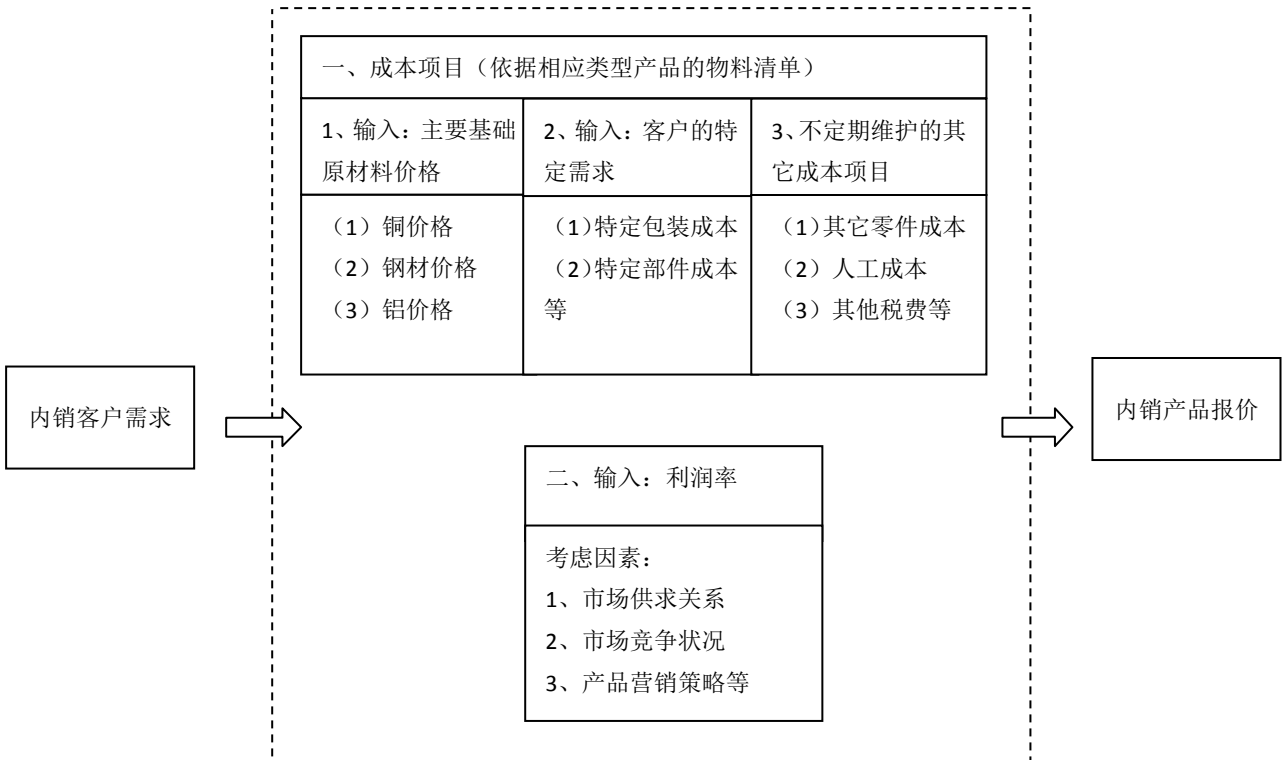 一、成本项目（依据相应类型产品的物料清单）
1、输入：主要基础
原材料价格
2、输入：客户的特
定需求
3、不定期维护的其
它成本项目
（1）铜价格
（2）钢材价格
（3）铝价格
（1）特定包装成本
（2）特定部件成本
等
（1）其它零件成本
（2）人工成本
（3）其他税费等
内销客户需求
内销产品报价
二、输入：利润率
考虑因素：
1、市场供求关系
2、市场竞争状况
3、产品营销策略等